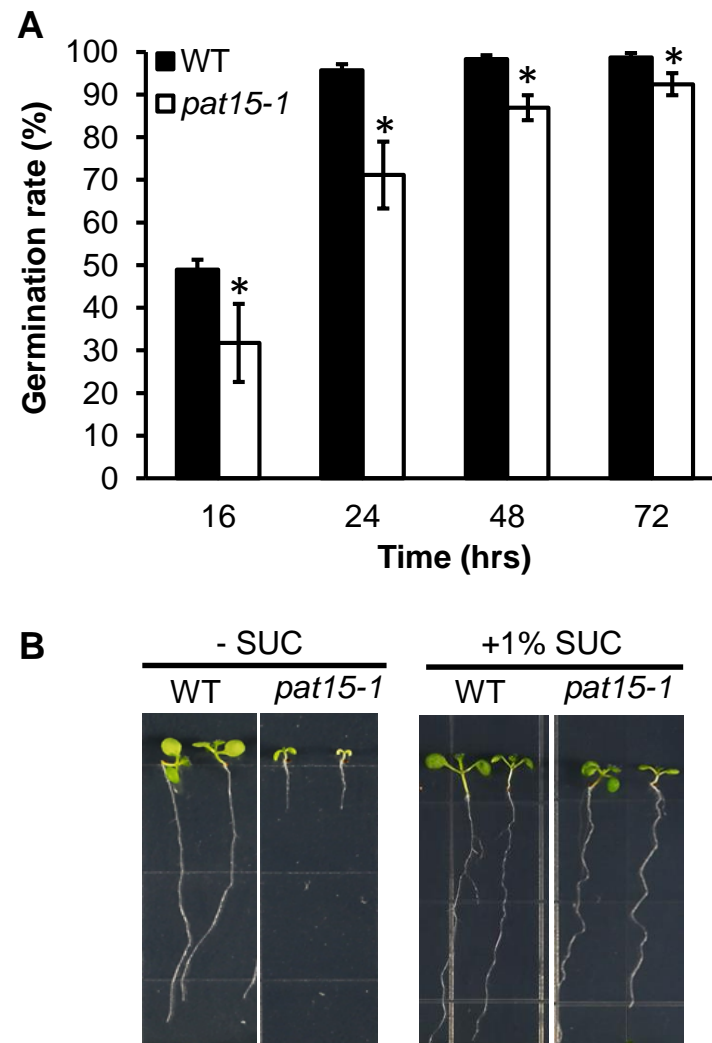 A
100
90
80
70
60
50
40
30
20
10
0
Germination rate (%)
WT
pat15-1
*
*
*
*
16 24 48 72
Time (hrs)
B
- SUC +1% SUC
WT pat15-1 WT pat15-1